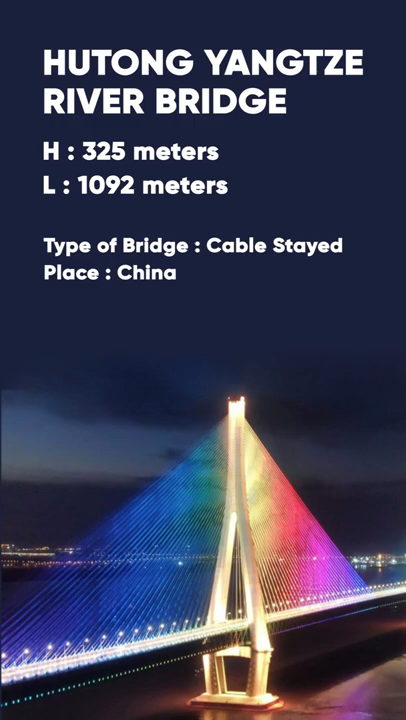 HUTONG YANGTZE
RIVER BRIDGE
H : 325 meters
L : 1092 meters
Type of Bridge : Cable Stayed
Place : China